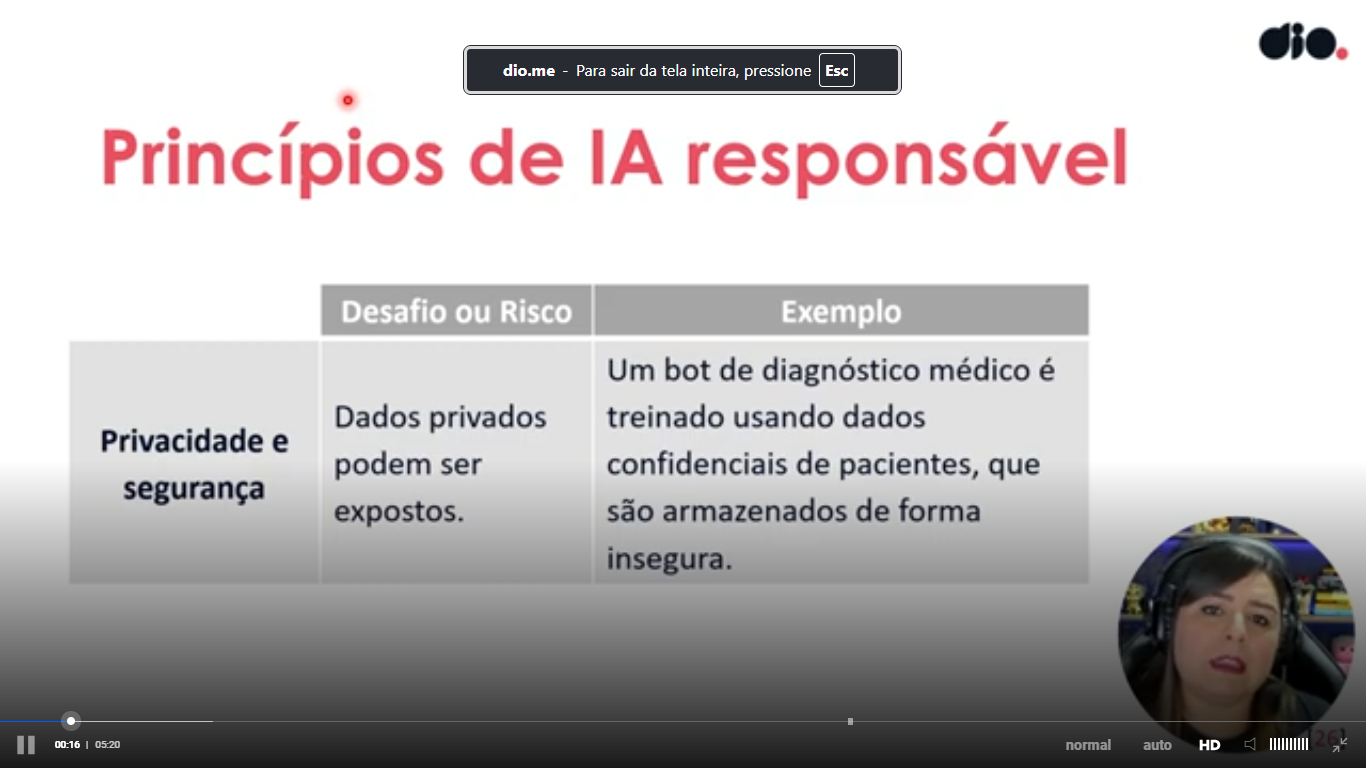 dio.
dio.me - Para sair da tela inteira, pressione Esc
Princípios de IA responsável
Desafio ou Risco
Exemplo
Privacidade e
segurança
Dados privados
podem ser
expostos.
Um bot de diagnóstico médico é
treinado usando dados
confidenciais de pacientes, que
são armazenados de forma
insegura.
00:16 | 05:20
normal
auto
HD